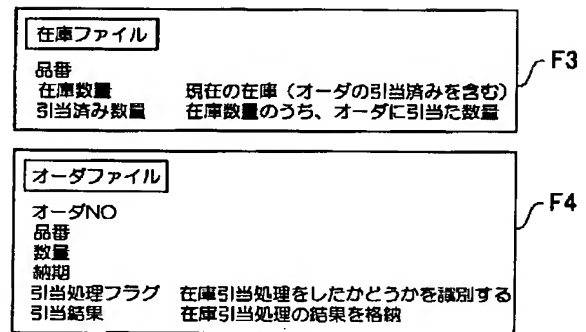 在庫ファイル
F3
品番
在庫数量 現在の在庫（オーダの引当済みを含む）
引当済み数量 在庫数量のうち、オーダに引当た数量
オーダファイル
F4
オーダNO
品番
数量
納期
引当処理フラグ 在庫引当処理をしたかどうかを識別する
引当結果 在庫引当処理の結果を格納